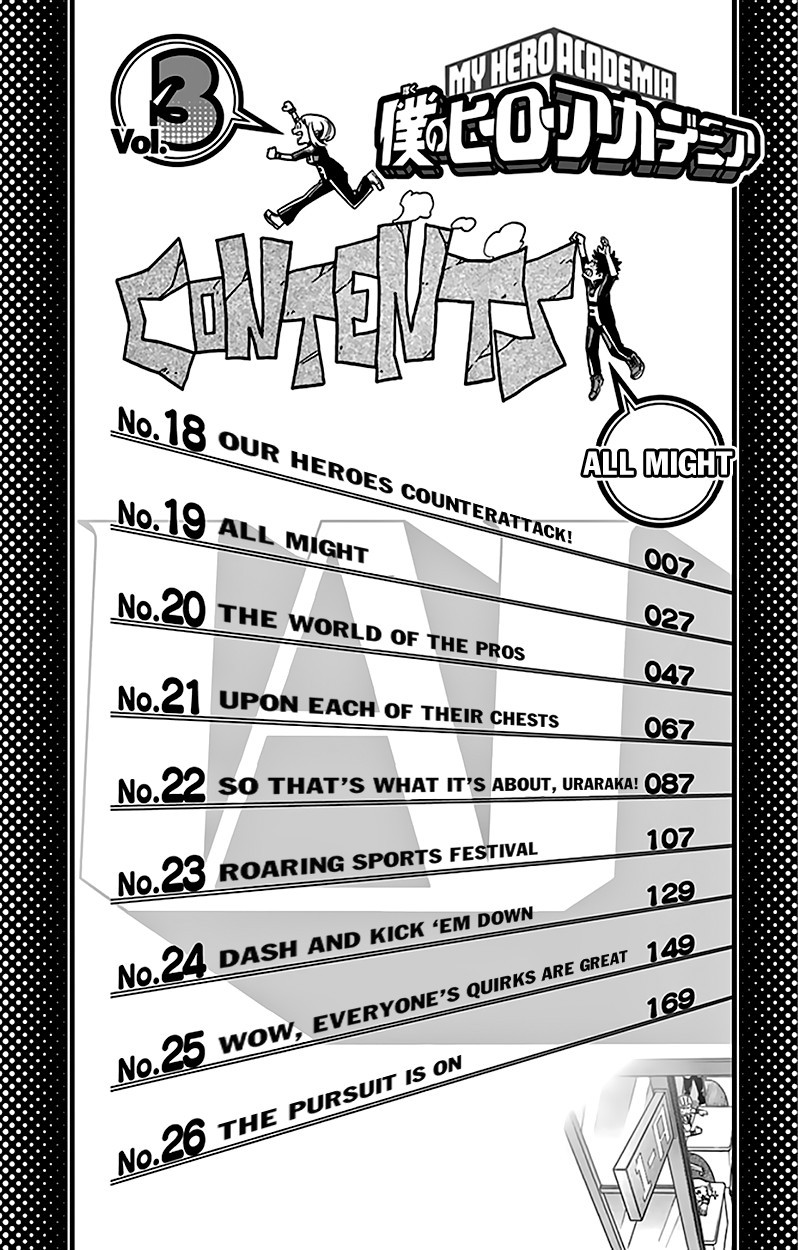 Vol. 3
MY HERO ACADEMIA
僕のヒーローアカデミア
ぼく
CONTENTS
ALL MIGHT
No.18 OUR HEROES COUNTERATTACK! 007
No.19 ALL MIGHT 027
No.20 THE WORLD OF THE PROS 047
No.21 UPON EACH OF THEIR CHESTS 067
No.22 SO THAT'S WHAT IT'S ABOUT, URARAKA! 087
No.23 ROARING SPORTS FESTIVAL 107
No.24 DASH AND KICK ‘EM DOWN 129
No.25 WOW, EVERYONE'S QUIRKS ARE GREAT 149
No.26 THE PURSUIT IS ON 169
UA
1-A